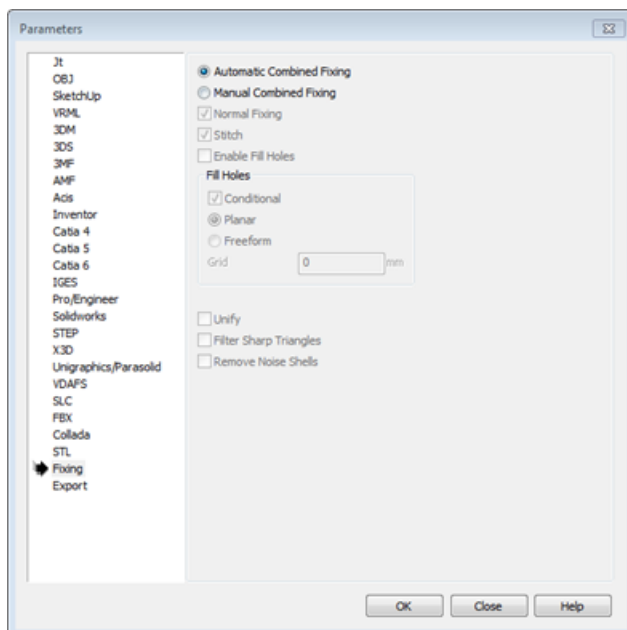 Parameters
Jt
OBJ
SketchUp
VRML
3DM
3DS
3MF
AMF
Acis
Inventor
Catia 4
Catia 5
Catia 6
IGES
Pro/Engineer
Solidworks
STEP
X3D
Unigraphics/Parasolid
VDAFS
SLC
FBX
Collada
STL
Fixing
Export
Automatic Combined Fixing
Manual Combined Fixing
Normal Fixing
Stitch
Enable Fill Holes
Fill Holes
Conditional
Planar
Freeform
Grid 0 mm
Unify
Filter Sharp Triangles
Remove Noise Shells
OK Close Help